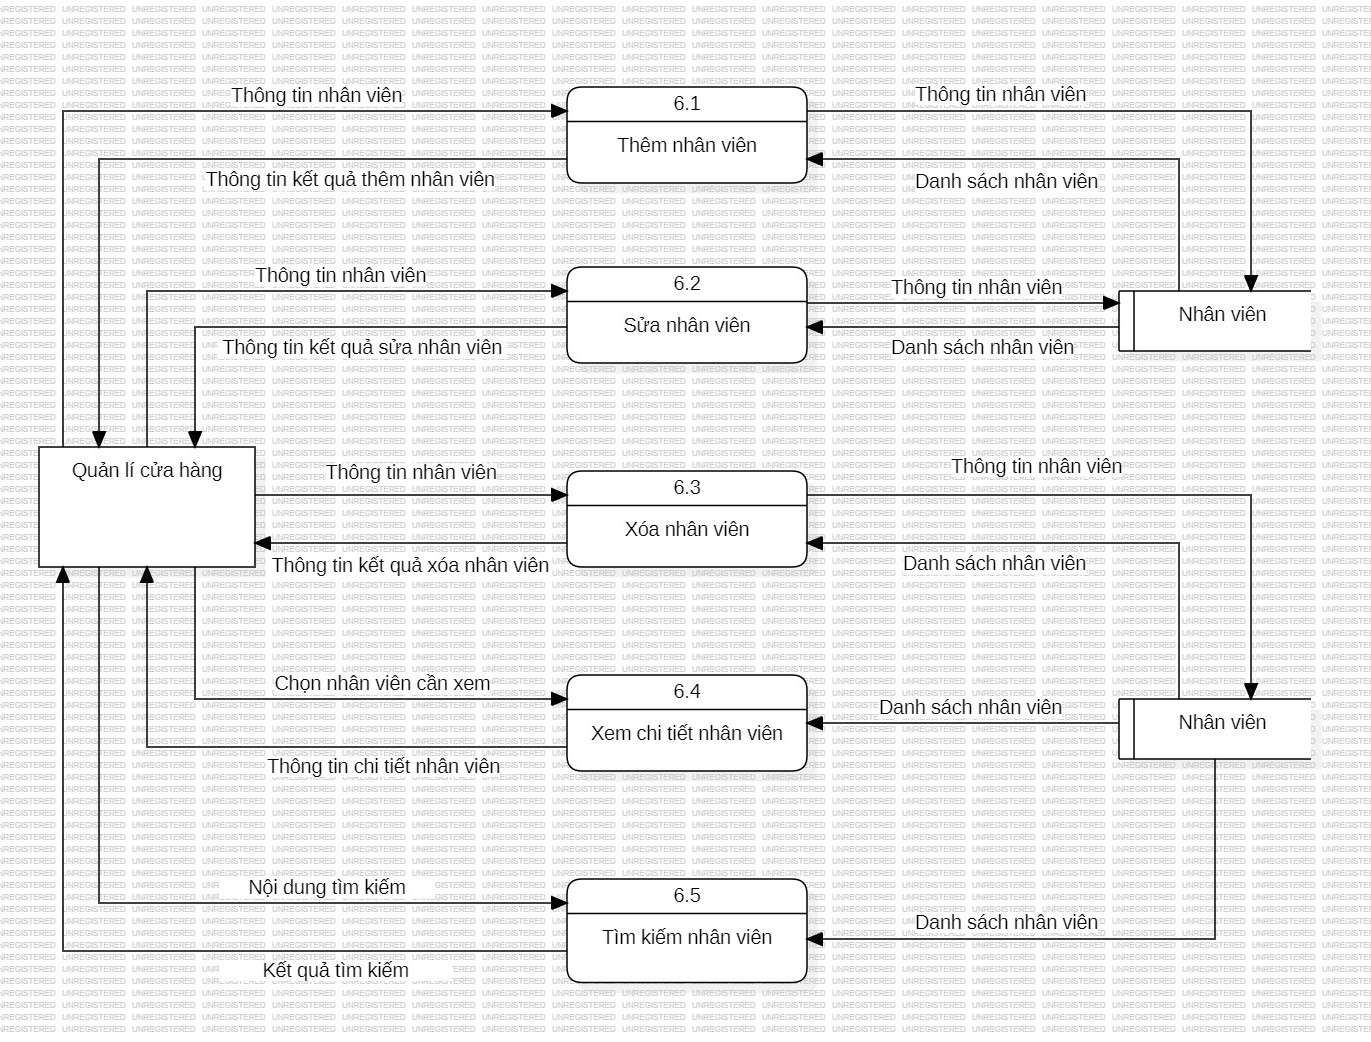 Thông tin nhân viên
6.1
Thêm nhân viên
Thông tin nhân viên
Thông tin kết quả thêm nhân viên
Danh sách nhân viên
Thông tin nhân viên
6.2
Sửa nhân viên
Thông tin nhân viên
Nhân viên
Thông tin kết quả sửa nhân viên
Danh sách nhân viên
Quản lí cửa hàng
Thông tin nhân viên
6.3
Xóa nhân viên
Thông tin nhân viên
Thông tin kết quả xóa nhân viên
Danh sách nhân viên
Chọn nhân viên cần xem
6.4
Xem chi tiết nhân viên
Danh sách nhân viên
Nhân viên
Thông tin chi tiết nhân viên
Nội dung tìm kiếm
6.5
Tìm kiếm nhân viên
Danh sách nhân viên
Kết quả tìm kiếm
UNREGISTERED